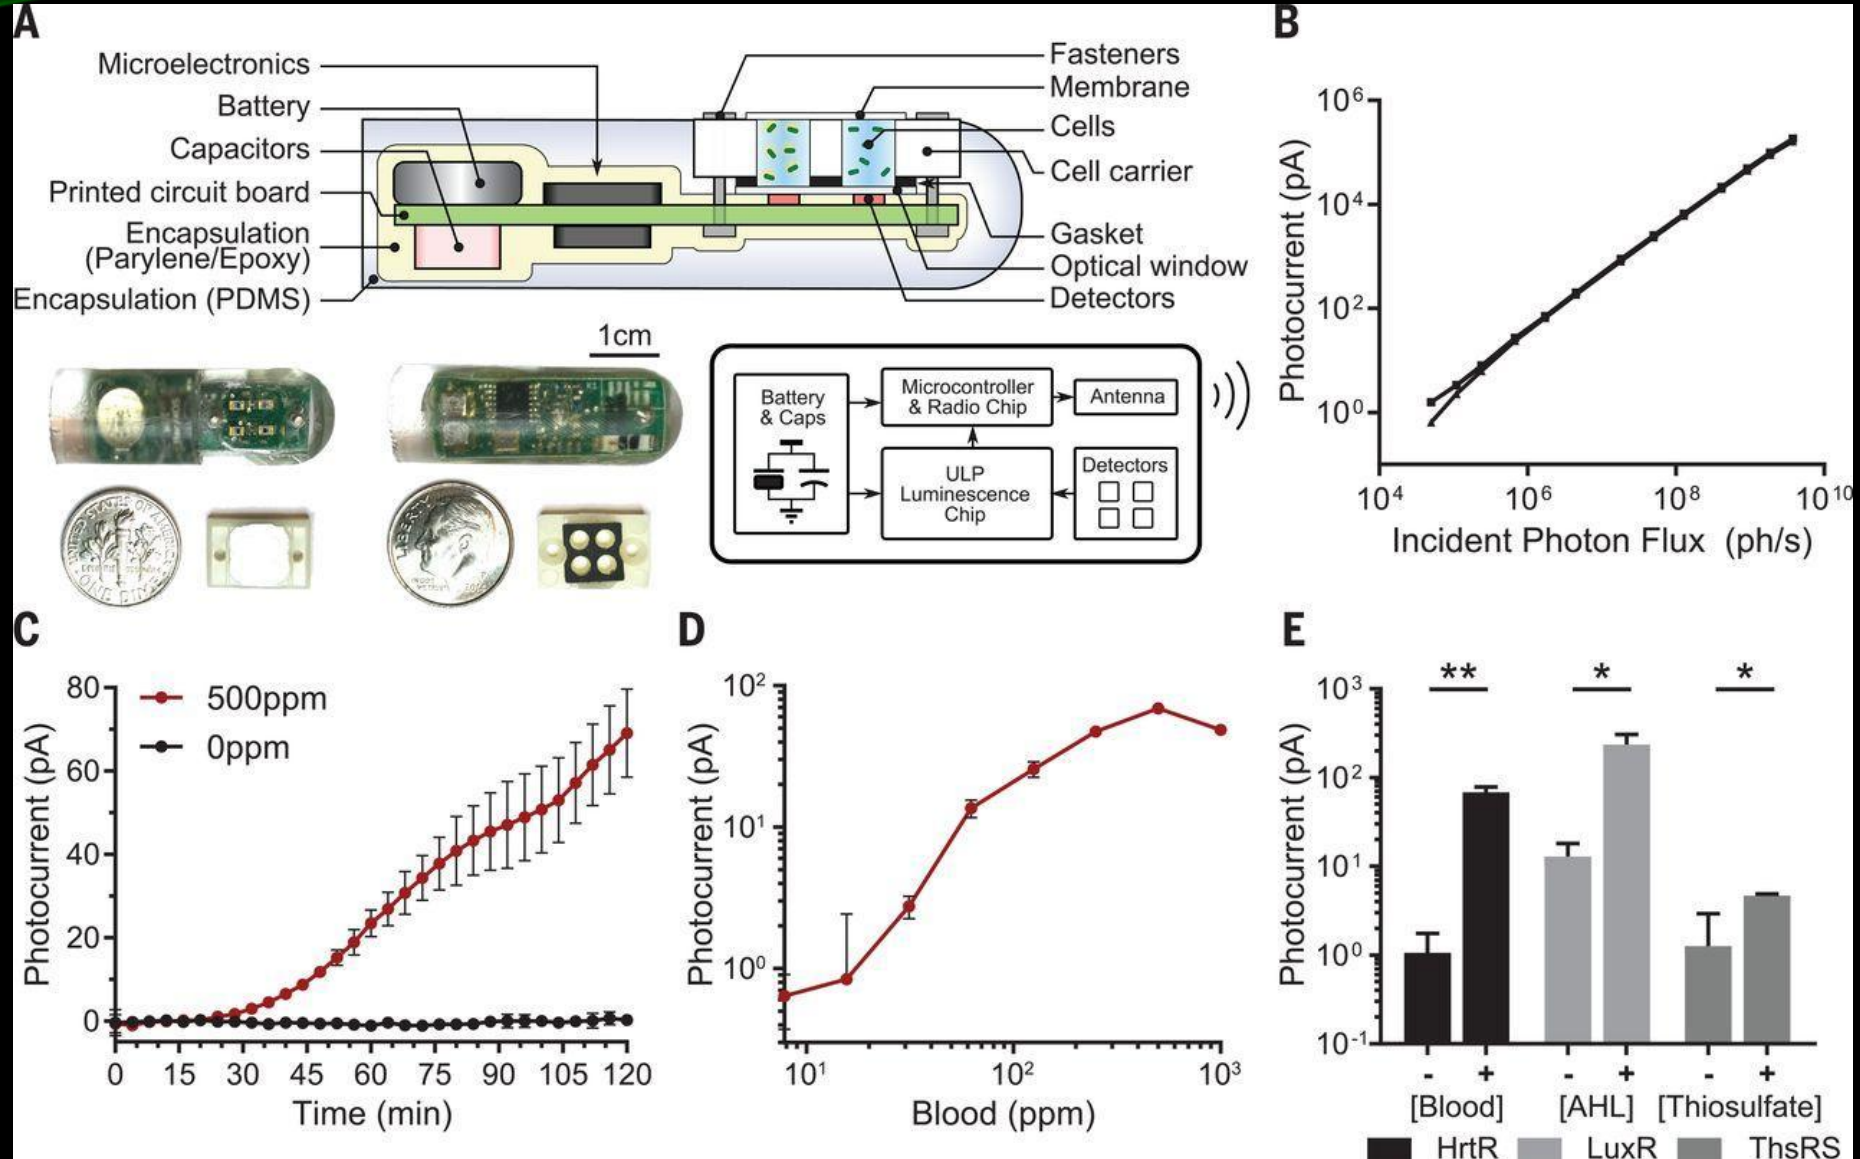 A
Microelectronics
Battery
Capacitors
Printed circuit board
Encapsulation
(Parylene/Epoxy)
Encapsulation (PDMS)
Fasteners
Membrane
Cells
Cell carrier
Gasket
Optical window
Detectors
1cm
LIBERTY
ONE DIME
Battery
& Caps
Microcontroller
& Radio Chip
Antenna
ULP
Luminescence
Chip
Detectors
B
Photocurrent (pA)
10^6
10^4
10^2
10^0
10^4 10^6 10^8 10^10
Incident Photon Flux (ph/s)
C
500ppm
0ppm
Photocurrent (pA)
80
60
40
20
0
0 15 30 45 60 75 90 105 120
Time (min)
D
Photocurrent (pA)
10^2
10^1
10^0
10^1 10^2 10^3
Blood (ppm)
E
** * *
Photocurrent (pA)
10^3
10^2
10^1
10^0
10^-1
- + - + - +
[Blood] [AHL] [Thiosulfate]
HrtR LuxR ThsRS